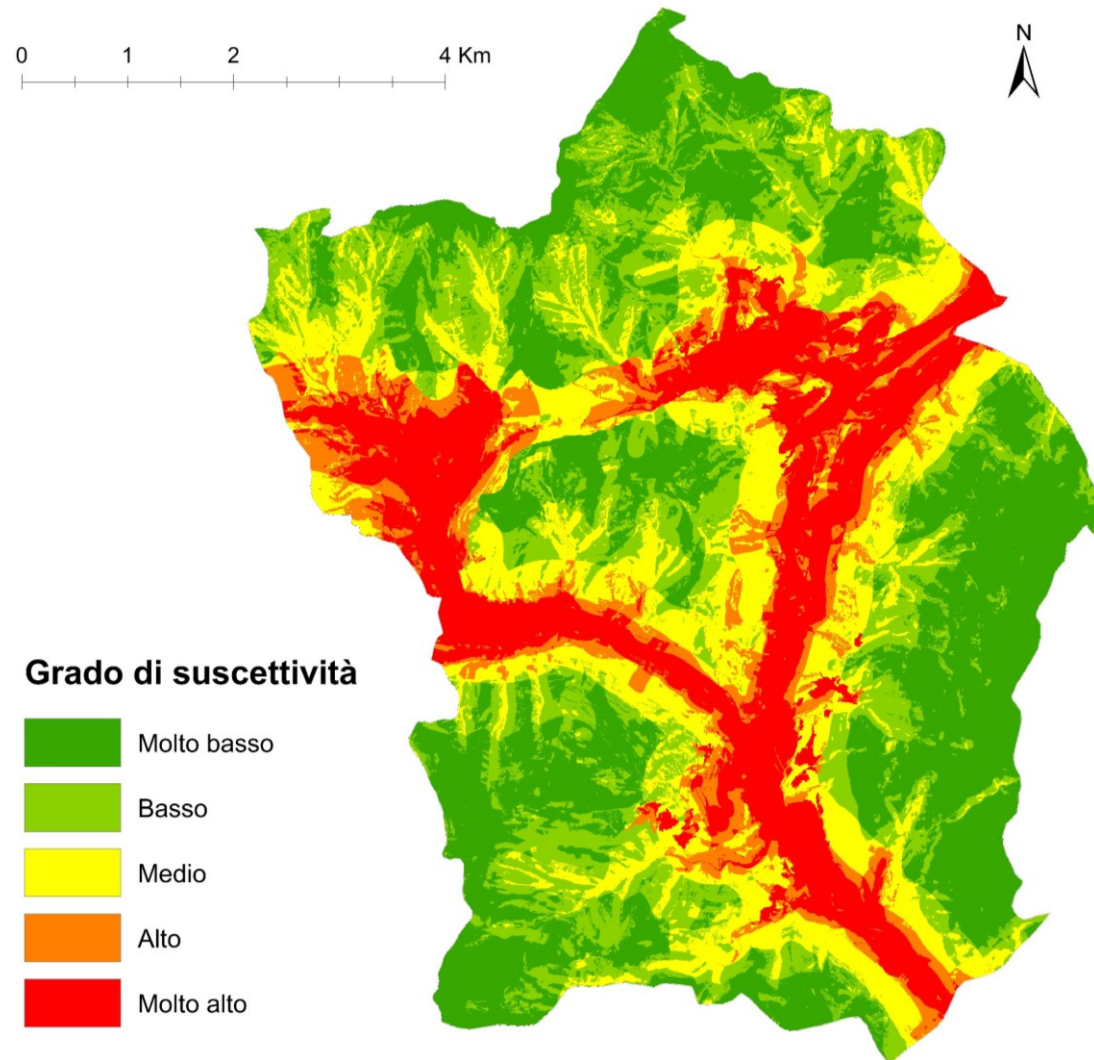 0 1 2 4 Km
N
Grado di suscettività
Molto basso
Basso
Medio
Alto
Molto alto